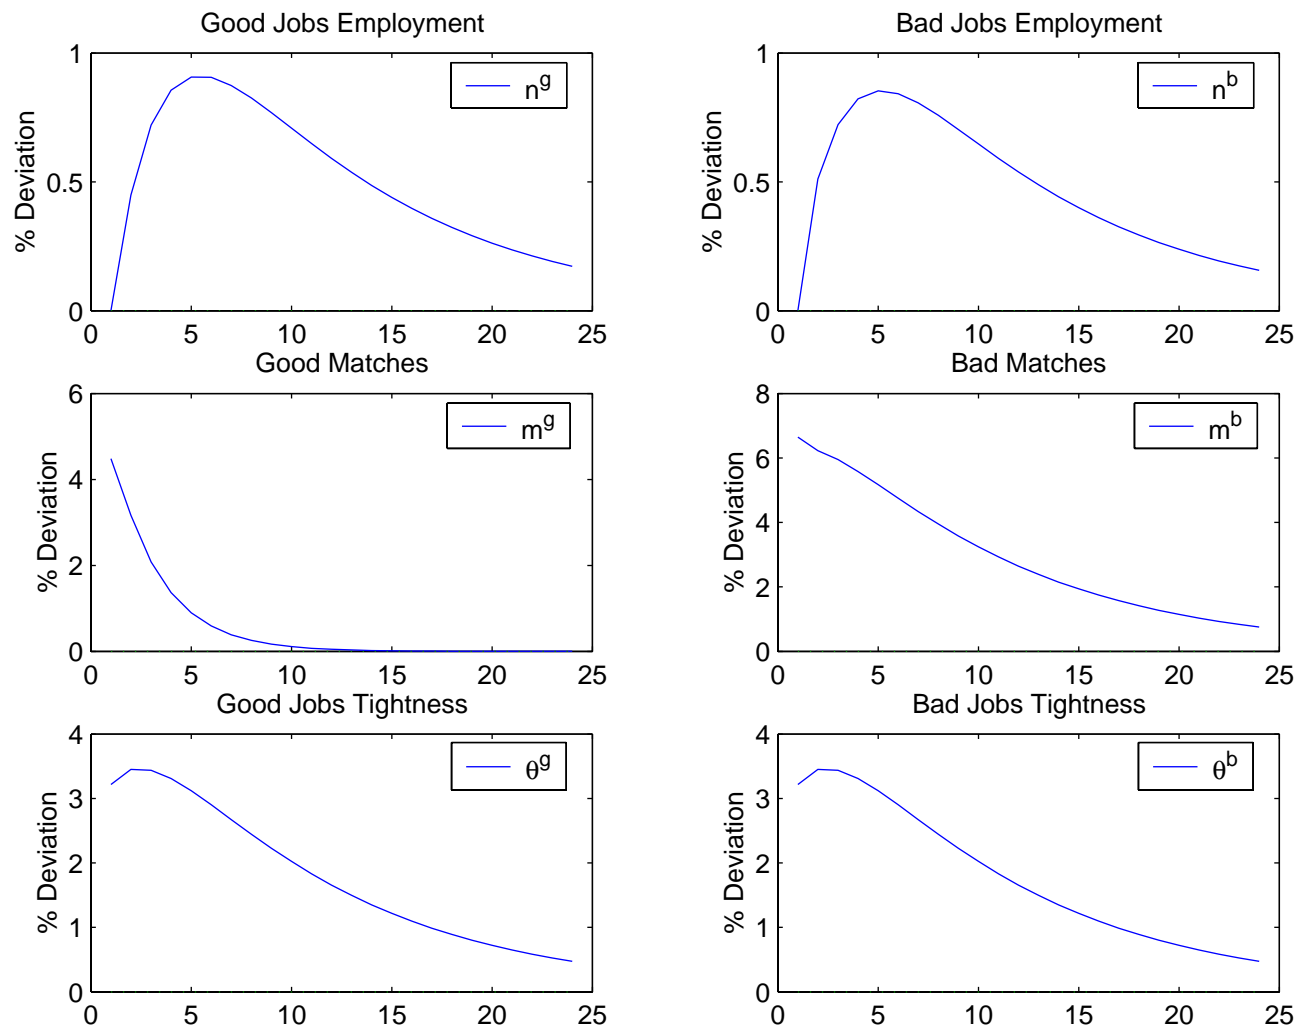 Good Jobs Employment
% Deviation
1
0.5
0
n^g
0 5 10 15 20 25
Bad Jobs Employment
% Deviation
1
0.5
0
n^b
0 5 10 15 20 25
Good Matches
% Deviation
6
4
2
0
m^g
0 5 10 15 20 25
Bad Matches
% Deviation
8
6
4
2
0
m^b
0 5 10 15 20 25
Good Jobs Tightness
% Deviation
4
3
2
1
0
θ^g
0 5 10 15 20 25
Bad Jobs Tightness
% Deviation
4
3
2
1
0
θ^b
0 5 10 15 20 25